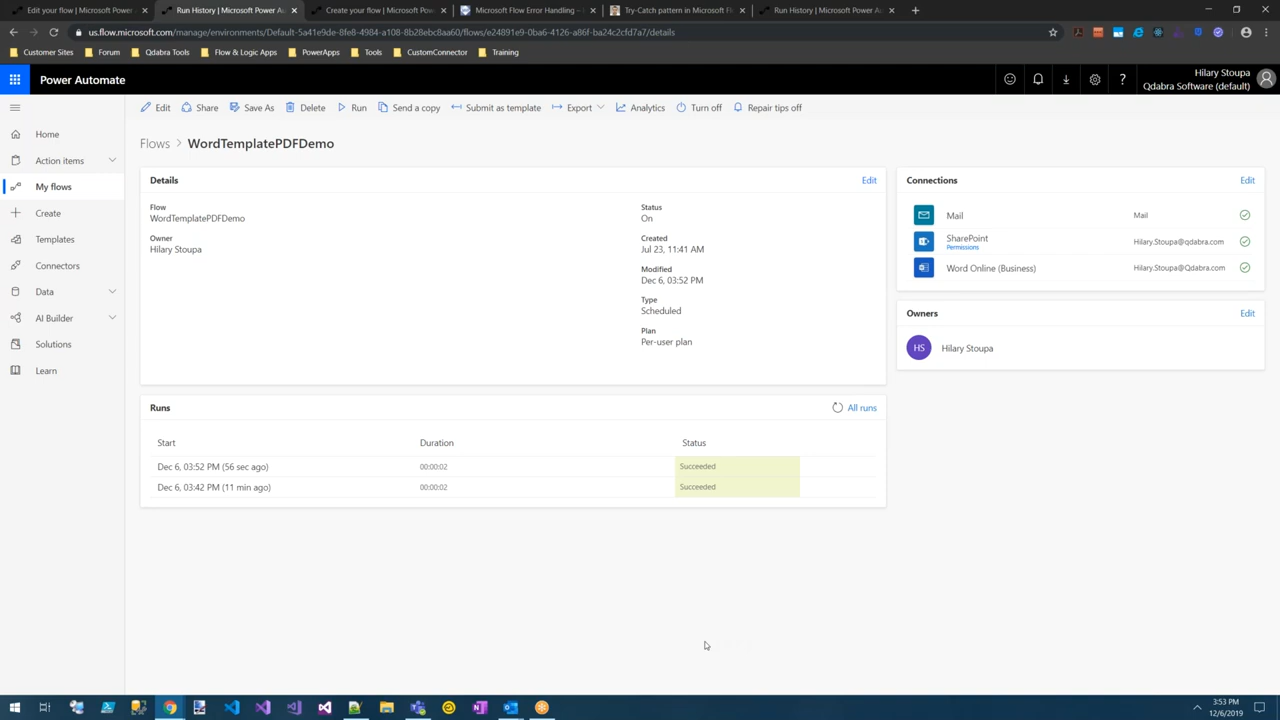 Edit your flow | Microsoft Power A
Run History | Microsoft Power Au
Create your flow | Microsoft Pow
Microsoft Flow Error Handling –
Try-Catch pattern in Microsoft Fl
Run History | Microsoft Power Au
us.flow.microsoft.com/manage/environments/Default-5a41e9de-8fe8-4984-a108-8b28ebc8aa60/flows/e24891e9-0ba6-4126-a86f-ba24c2cfd7a7/details
Customer Sites
Forum
Qdabra Tools
Flow & Logic Apps
PowerApps
Tools
CustomConnector
Training
Power Automate
Hilary Stoupa
Qdabra Software (default)
Edit
Share
Save As
Delete
Run
Send a copy
Submit as template
Export
Analytics
Turn off
Repair tips off
Home
Action items
My flows
Create
Templates
Connectors
Data
AI Builder
Solutions
Learn
Flows > WordTemplatePDFDemo
Details
Edit
Flow
WordTemplatePDFDemo
Owner
Hilary Stoupa
Status
On
Created
Jul 23, 11:41 AM
Modified
Dec 6, 03:52 PM
Type
Scheduled
Plan
Per-user plan
Connections
Edit
Mail
Mail
SharePoint
Permissions
Hilary.Stoupa@qdabra.com
Word Online (Business)
Hilary.Stoupa@Qdabra.com
Owners
Edit
HS
Hilary Stoupa
Runs
All runs
Start
Duration
Status
Dec 6, 03:52 PM (56 sec ago)
00:00:02
Succeeded
Dec 6, 03:42 PM (11 min ago)
00:00:02
Succeeded
3:53 PM
12/6/2019